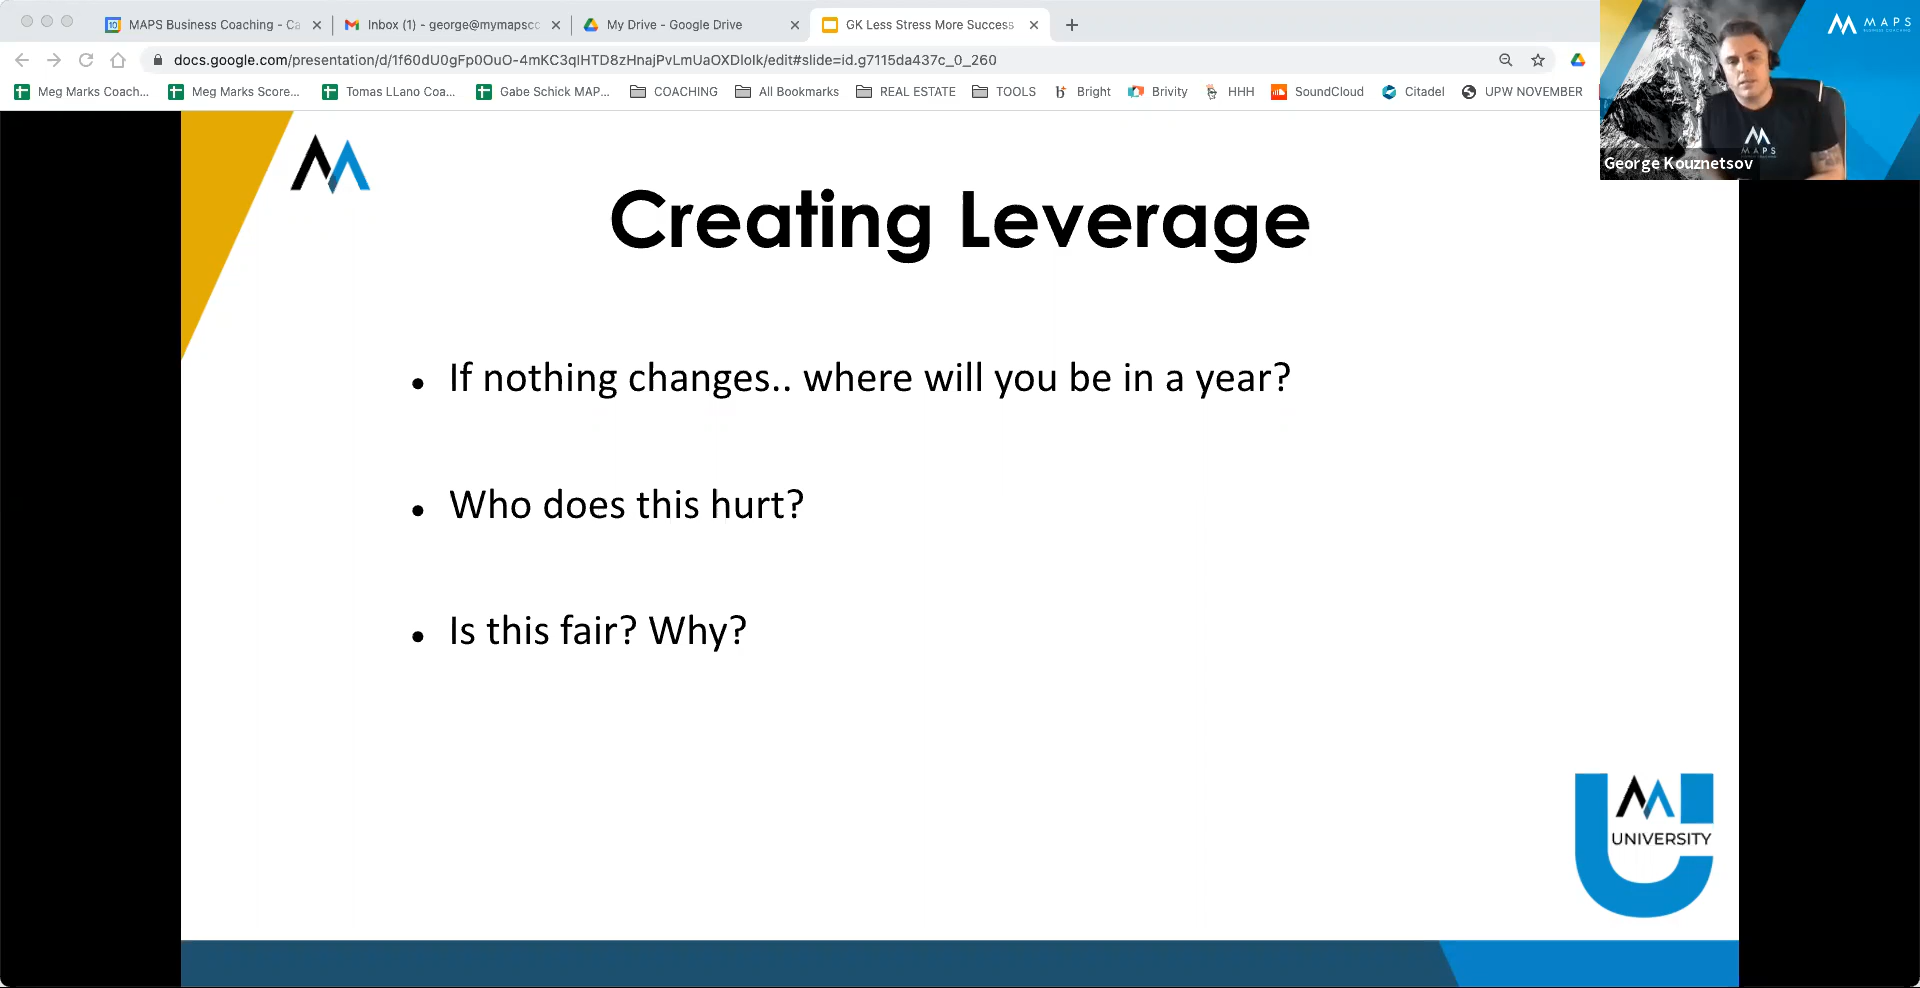 MAPS Business Coaching - Ca
Inbox (1) - george@mymapscc
My Drive - Google Drive
GK Less Stress More Success
docs.google.com/presentation/d/1f60dU0gFp0OuO-4mKC3qlHTD8zHnajPvLmUaOXDIoIk/edit#slide=id.g7115da437c_0_260
Meg Marks Coach...
Meg Marks Score...
Tomas LLano Coa...
Gabe Schick MAP...
COACHING
All Bookmarks
REAL ESTATE
TOOLS
Bright
Brivity
HHH
SoundCloud
Citadel
UPW NOVEMBER
MAPS
MAPS
George Kouznetsov
Creating Leverage
• If nothing changes.. where will you be in a year?
• Who does this hurt?
• Is this fair? Why?
UNIVERSITY